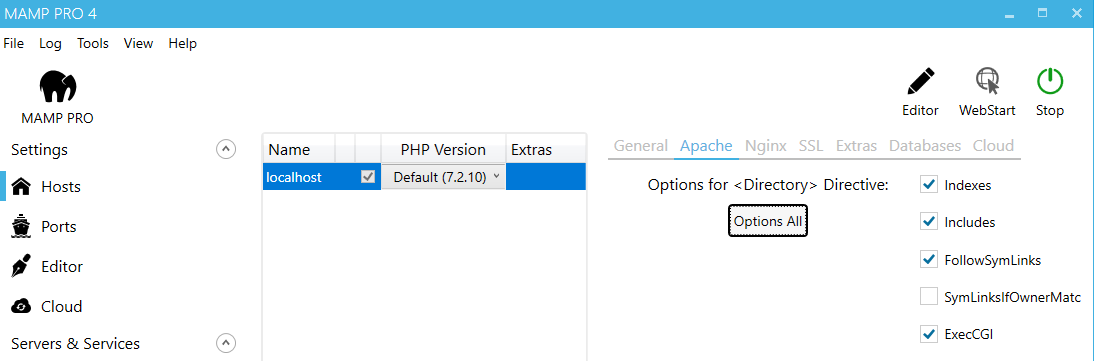 MAMP PRO 4
File Log Tools View Help
MAMP PRO
Editor WebStart Stop
Settings
Hosts
Ports
Editor
Cloud
Servers & Services
Name PHP Version Extras
localhost Default (7.2.10)
General Apache Nginx SSL Extras Databases Cloud
Options for <Directory> Directive:
Options All
Indexes
Includes
FollowSymLinks
SymLinksIfOwnerMatc
ExecCGI